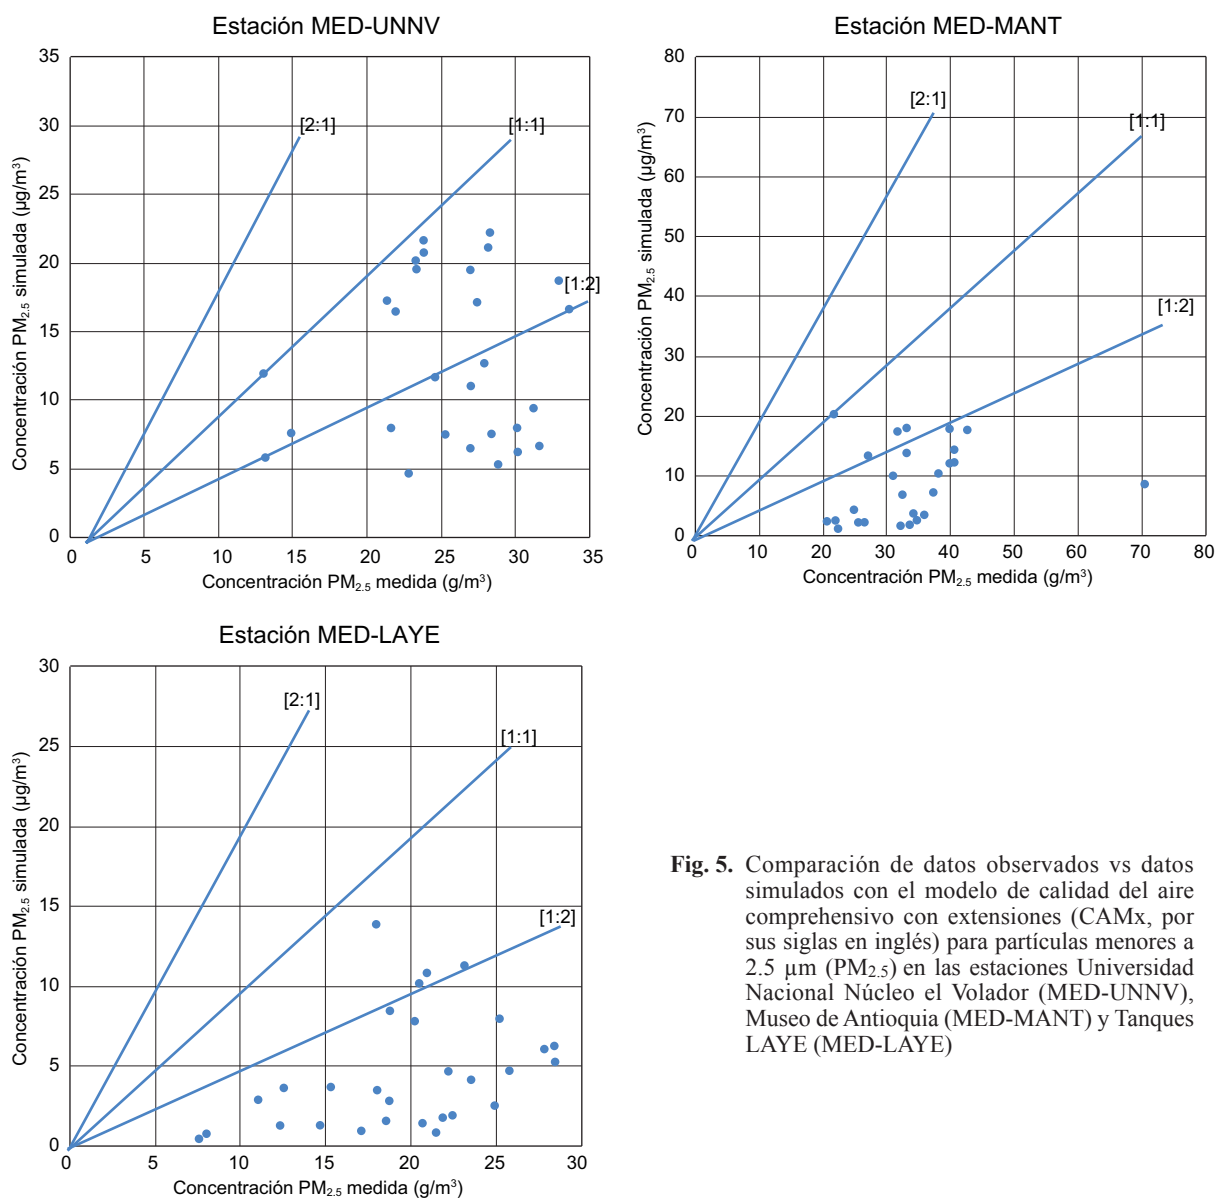 Estación MED-UNNV
35
30
25
20
15
10
5
0
Concentración PM2.5 simulada (µg/m³)
[2:1]
[1:1]
[1:2]
0 5 10 15 20 25 30 35
Concentración PM2.5 medida (g/m³)
Estación MED-MANT
80
70
60
50
40
30
20
10
0
Concentración PM2.5 simulada (µg/m³)
[2:1]
[1:1]
[1:2]
0 10 20 30 40 50 60 70 80
Concentración PM2.5 medida (g/m³)
Estación MED-LAYE
30
25
20
15
10
5
0
Concentración PM2.5 simulada (µg/m³)
[2:1]
[1:1]
[1:2]
0 5 10 15 20 25 30
Concentración PM2.5 medida (g/m³)
Fig. 5. Comparación de datos observados vs datos
simulados con el modelo de calidad del aire
comprehensivo con extensiones (CAMx, por
sus siglas en inglés) para partículas menores a
2.5 µm (PM2.5) en las estaciones Universidad
Nacional Núcleo el Volador (MED-UNNV),
Museo de Antioquia (MED-MANT) y Tanques
LAYE (MED-LAYE)